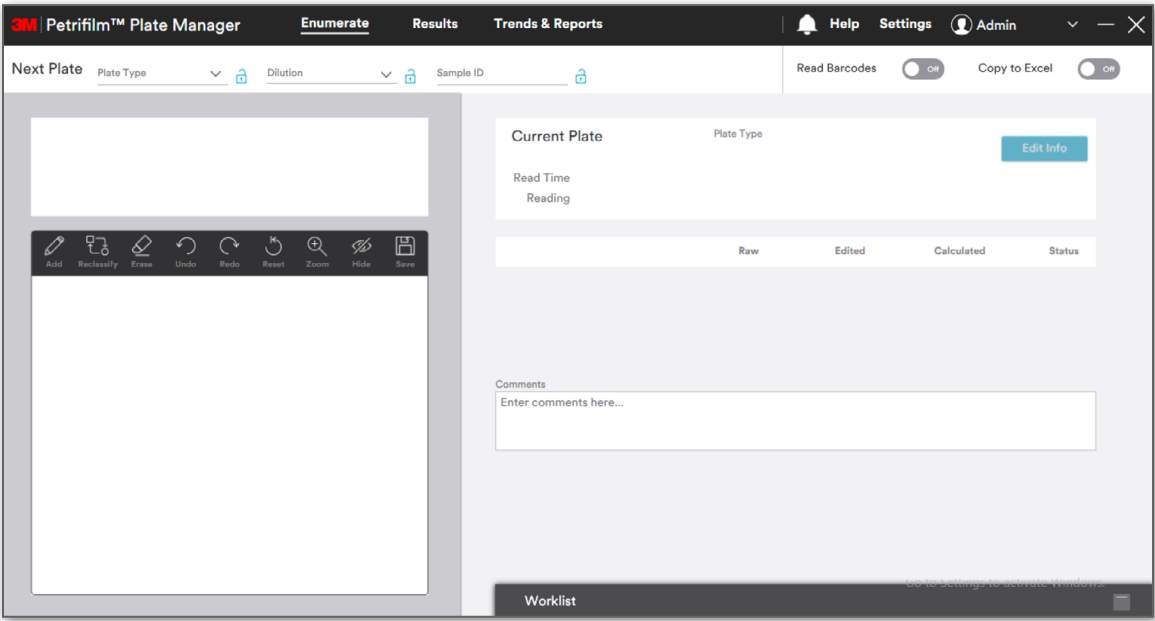 3M Petrifilm™ Plate Manager Enumerate Results Trends & Reports Help Settings Admin
Next Plate Plate Type Dilution Sample ID Read Barcodes Off Copy to Excel Off
Current Plate Plate Type
Edit Info
Read Time
Reading
Add Reclassify Erase Undo Redo Reset Zoom Hide Save
Raw Edited Calculated Status
Comments
Enter comments here...
Go to Settings to activate Windows.
Worklist